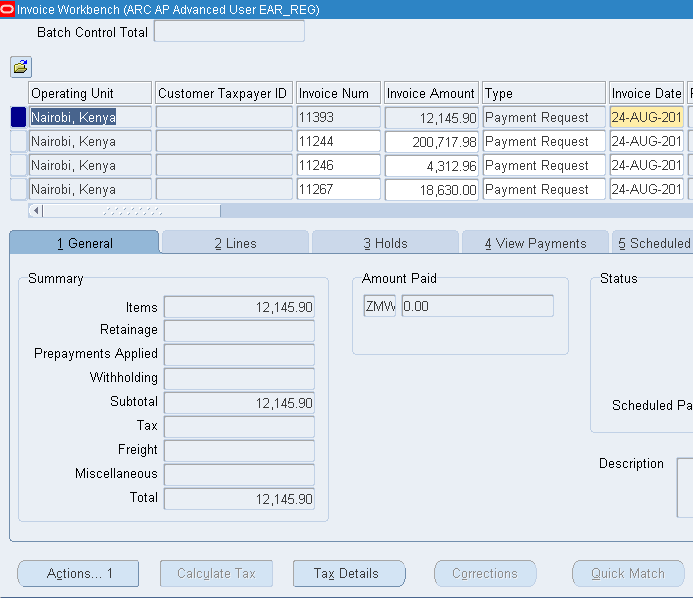 Invoice Workbench (ARC AP Advanced User EAR_REG)
Batch Control Total
Operating Unit Customer Taxpayer ID Invoice Num Invoice Amount Type Invoice Date
Nairobi, Kenya 11393 12,145.90 Payment Request 24-AUG-201
Nairobi, Kenya 11244 200,717.98 Payment Request 24-AUG-201
Nairobi, Kenya 11246 4,312.96 Payment Request 24-AUG-201
Nairobi, Kenya 11267 18,630.00 Payment Request 24-AUG-201
1 General 2 Lines 3 Holds 4 View Payments 5 Scheduled
Summary Amount Paid Status
Items 12,145.90 ZMW 0.00
Retainage
Prepayments Applied
Withholding
Subtotal 12,145.90 Scheduled Pa
Tax
Freight
Miscellaneous Description
Total 12,145.90
Actions... 1 Calculate Tax Tax Details Corrections Quick Match